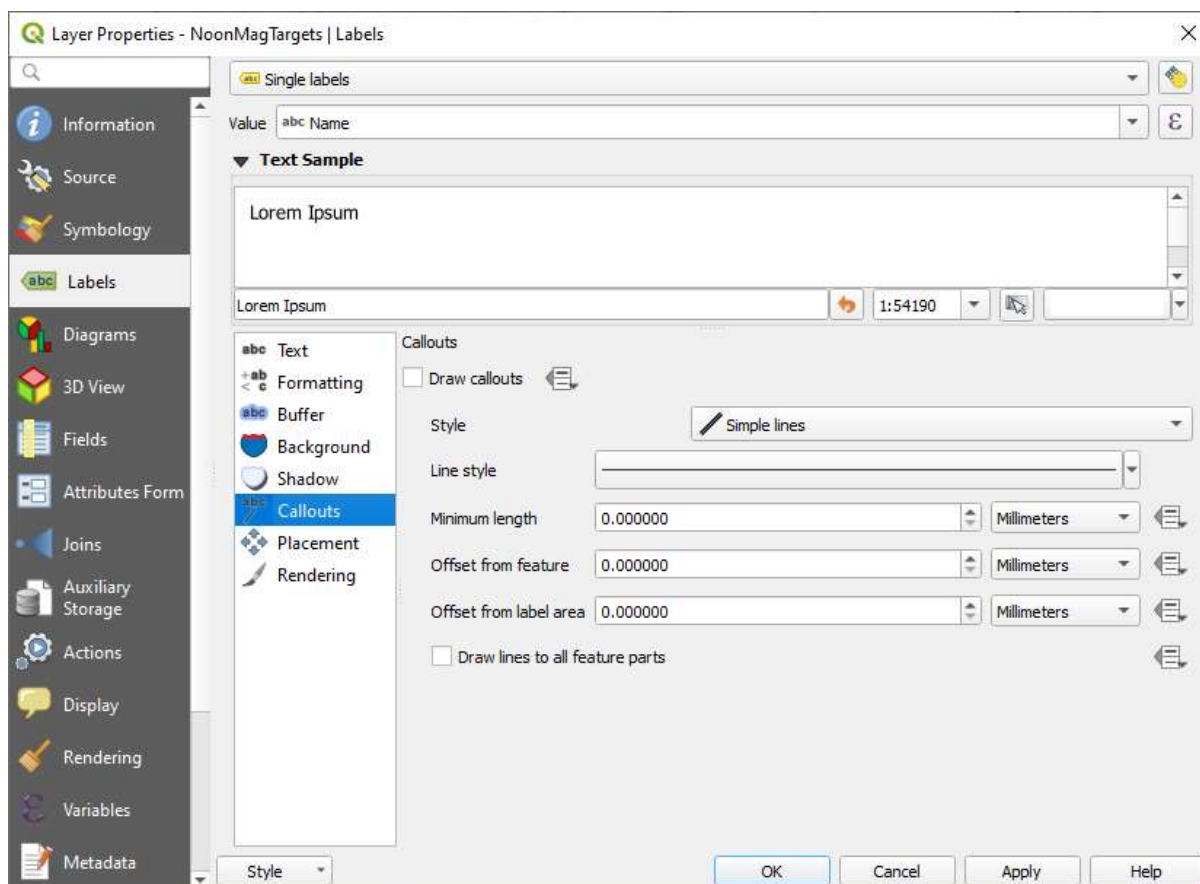 Layer Properties - NoonMagTargets | Labels
Information
Source
Symbology
abc Labels
Diagrams
3D View
Fields
Attributes Form
Joins
Auxiliary
Storage
Actions
Display
Rendering
Variables
Metadata
abc Single labels
Value abc Name ε
Text Sample
Lorem Ipsum
Lorem Ipsum 1:54190
abc Text
+ab
< c Formatting
abc Buffer
Background
Shadow
abc Callouts
Placement
Rendering
Callouts
Draw callouts
Style Simple lines
Line style
Minimum length 0.000000 Millimeters
Offset from feature 0.000000 Millimeters
Offset from label area 0.000000 Millimeters
Draw lines to all feature parts
Style OK Cancel Apply Help